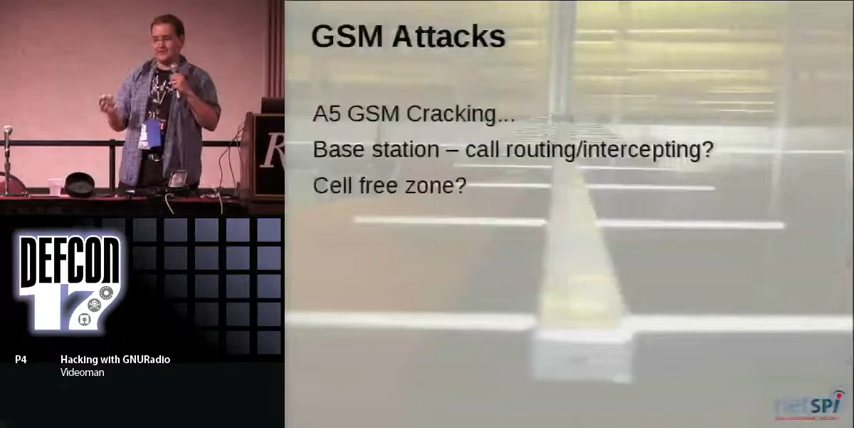 GSM Attacks
A5 GSM Cracking...
Base station – call routing/intercepting?
Cell free zone?
R
DEFCON
17
P4 Hacking with GNURadio
Videoman
netSPI